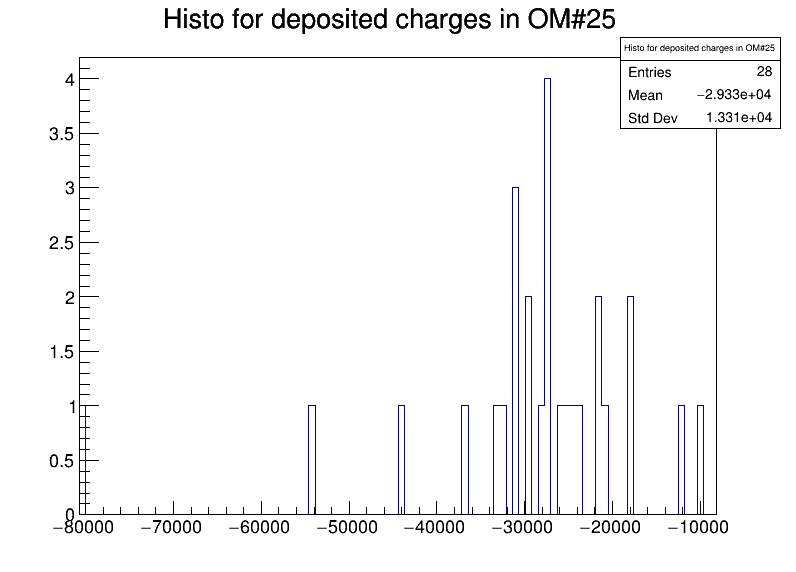 Histo for deposited charges in OM#25
Histo for deposited charges in OM#25
Entries 28
Mean −2.933e+04
Std Dev 1.331e+04
4
3.5
3
2.5
2
1.5
1
0.5
0
−80000 −70000 −60000 −50000 −40000 −30000 −20000 −10000